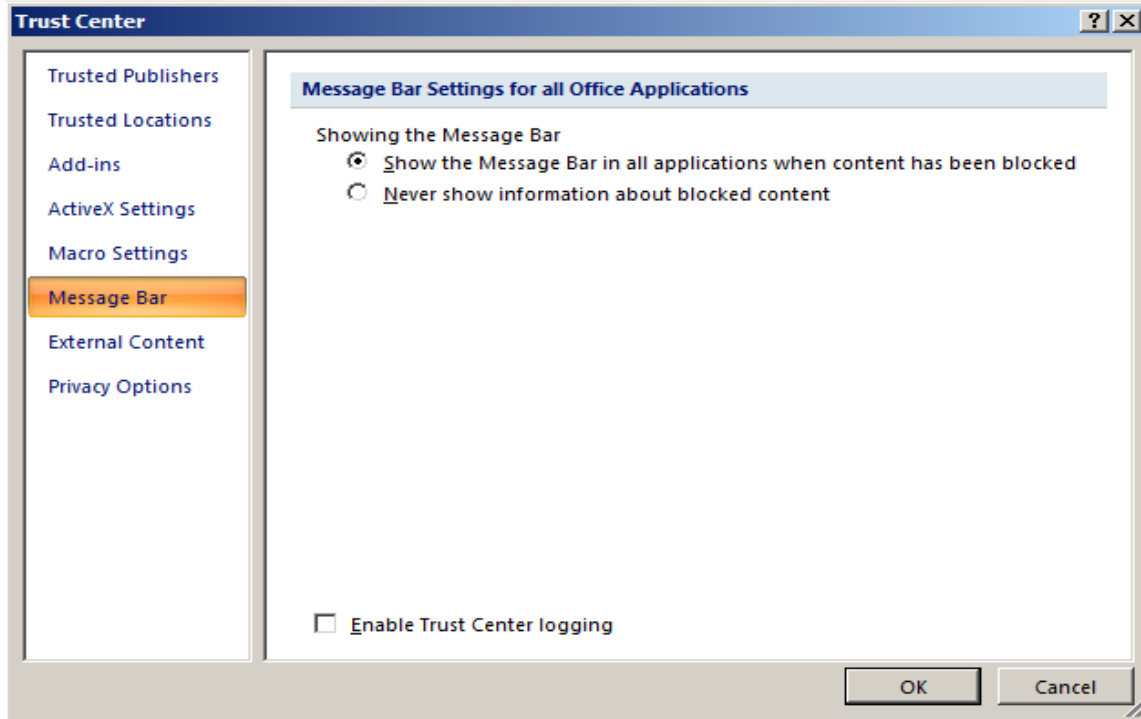 Trust Center
?
Trusted Publishers
Trusted Locations
Add-ins
ActiveX Settings
Macro Settings
Message Bar
External Content
Privacy Options
Message Bar Settings for all Office Applications
Showing the Message Bar
Show the Message Bar in all applications when content has been blocked
Never show information about blocked content
Enable Trust Center logging
OK
Cancel